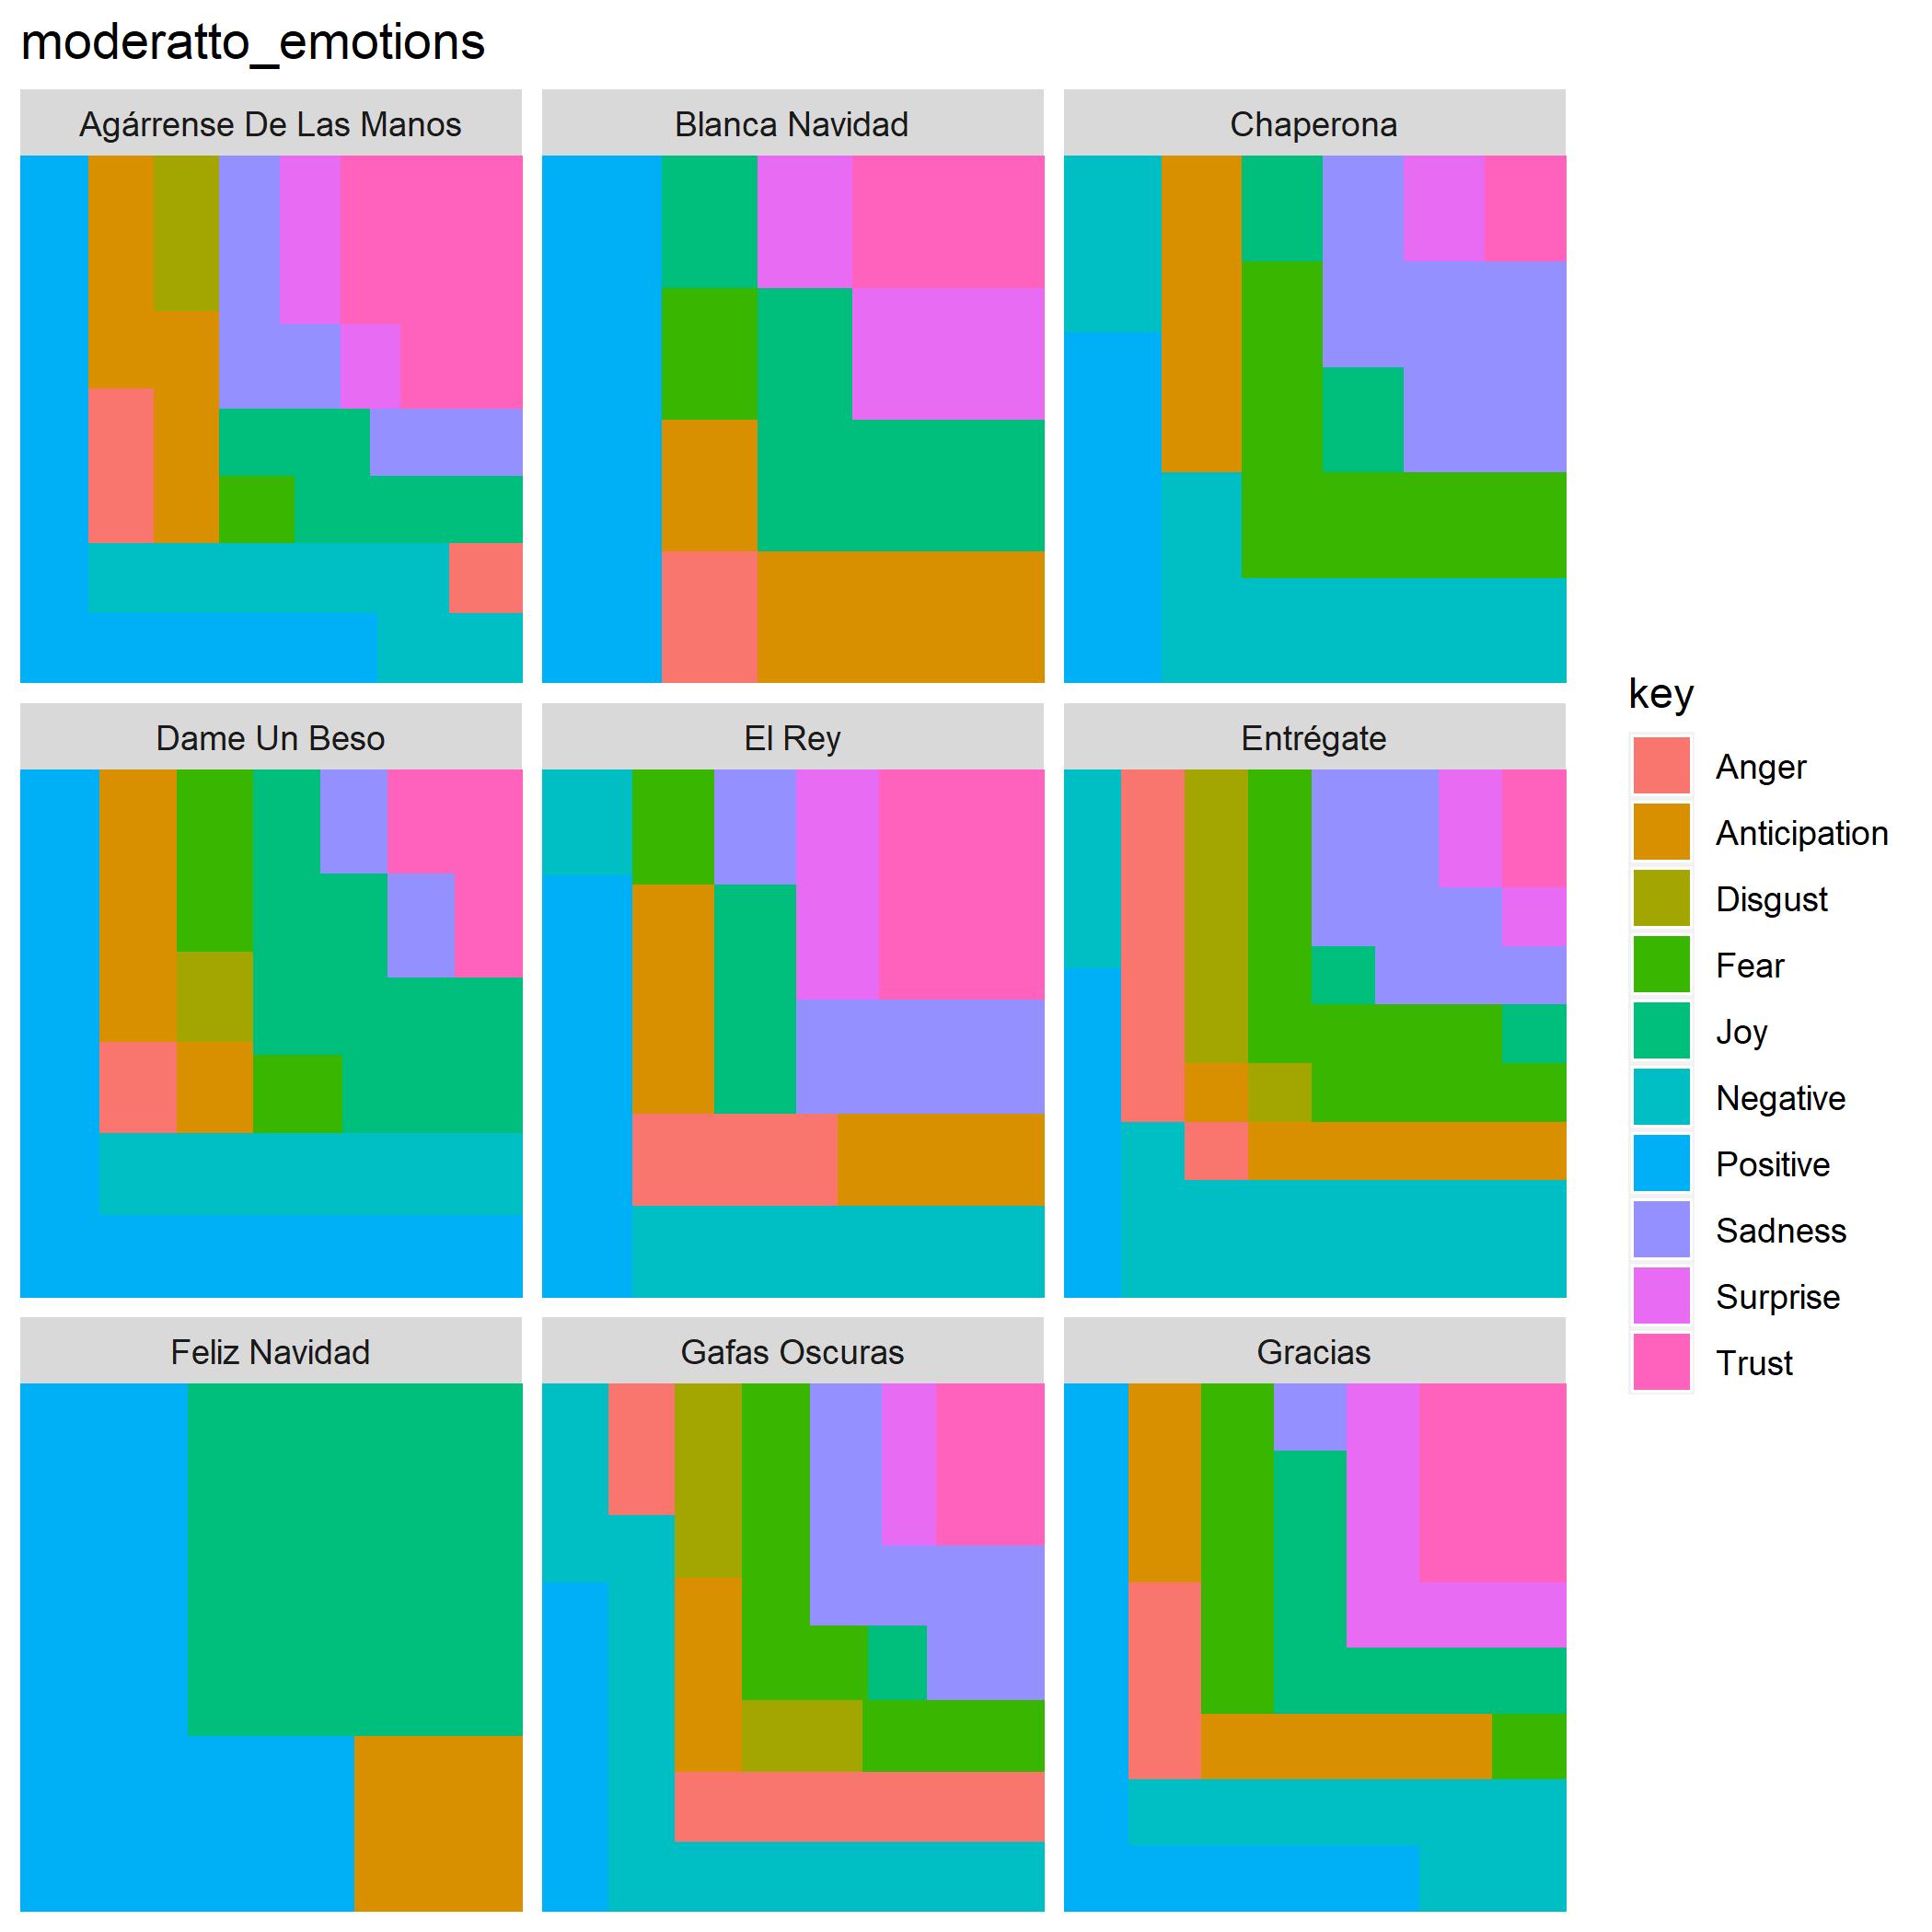 moderatto_emotions
Agárrense De Las Manos
Blanca Navidad
Chaperona
Dame Un Beso
El Rey
Entrégate
Feliz Navidad
Gafas Oscuras
Gracias
key
Anger
Anticipation
Disgust
Fear
Joy
Negative
Positive
Sadness
Surprise
Trust